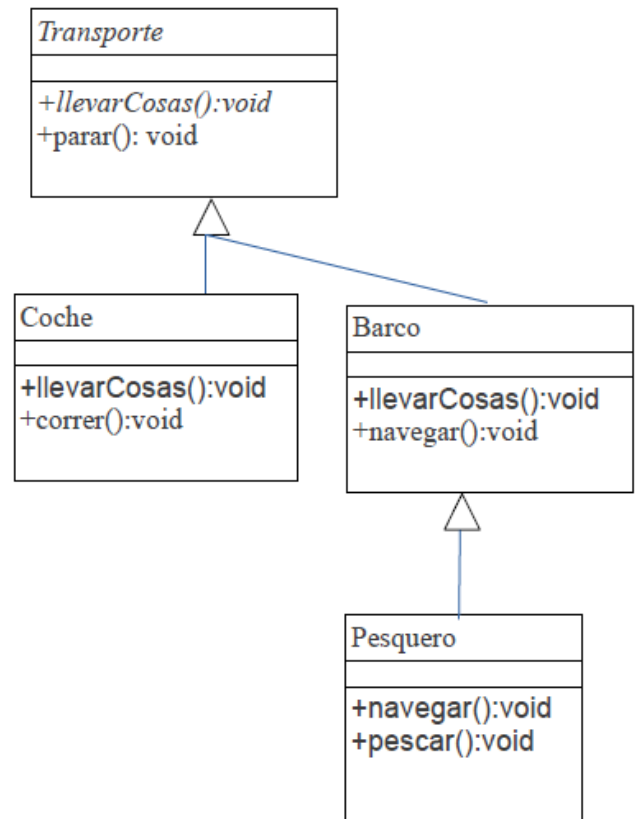 Transporte
+llevarCosas():void
+parar(): void
Coche
+llevarCosas():void
+correr():void
Barco
+llevarCosas():void
+navegar():void
Pesquero
+navegar():void
+pescar():void